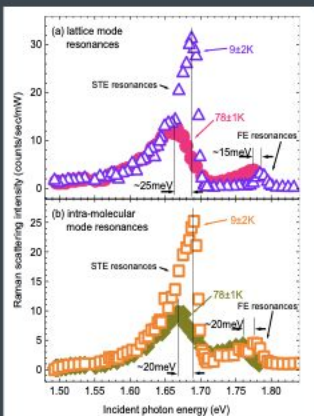 (a) lattice mode
resonances
9±2K
STE resonances
78±1K
FE resonances
~15meV
~25meV
30
20
10
0
(b) intra-molecular
mode resonances
9±2K
STE resonances
78±1K
FE resonances
~20meV
~20meV
25
20
15
10
5
0
Raman scattering intensity (counts/sec/mW)
1.50 1.55 1.60 1.65 1.70 1.75 1.80
Incident photon energy (eV)